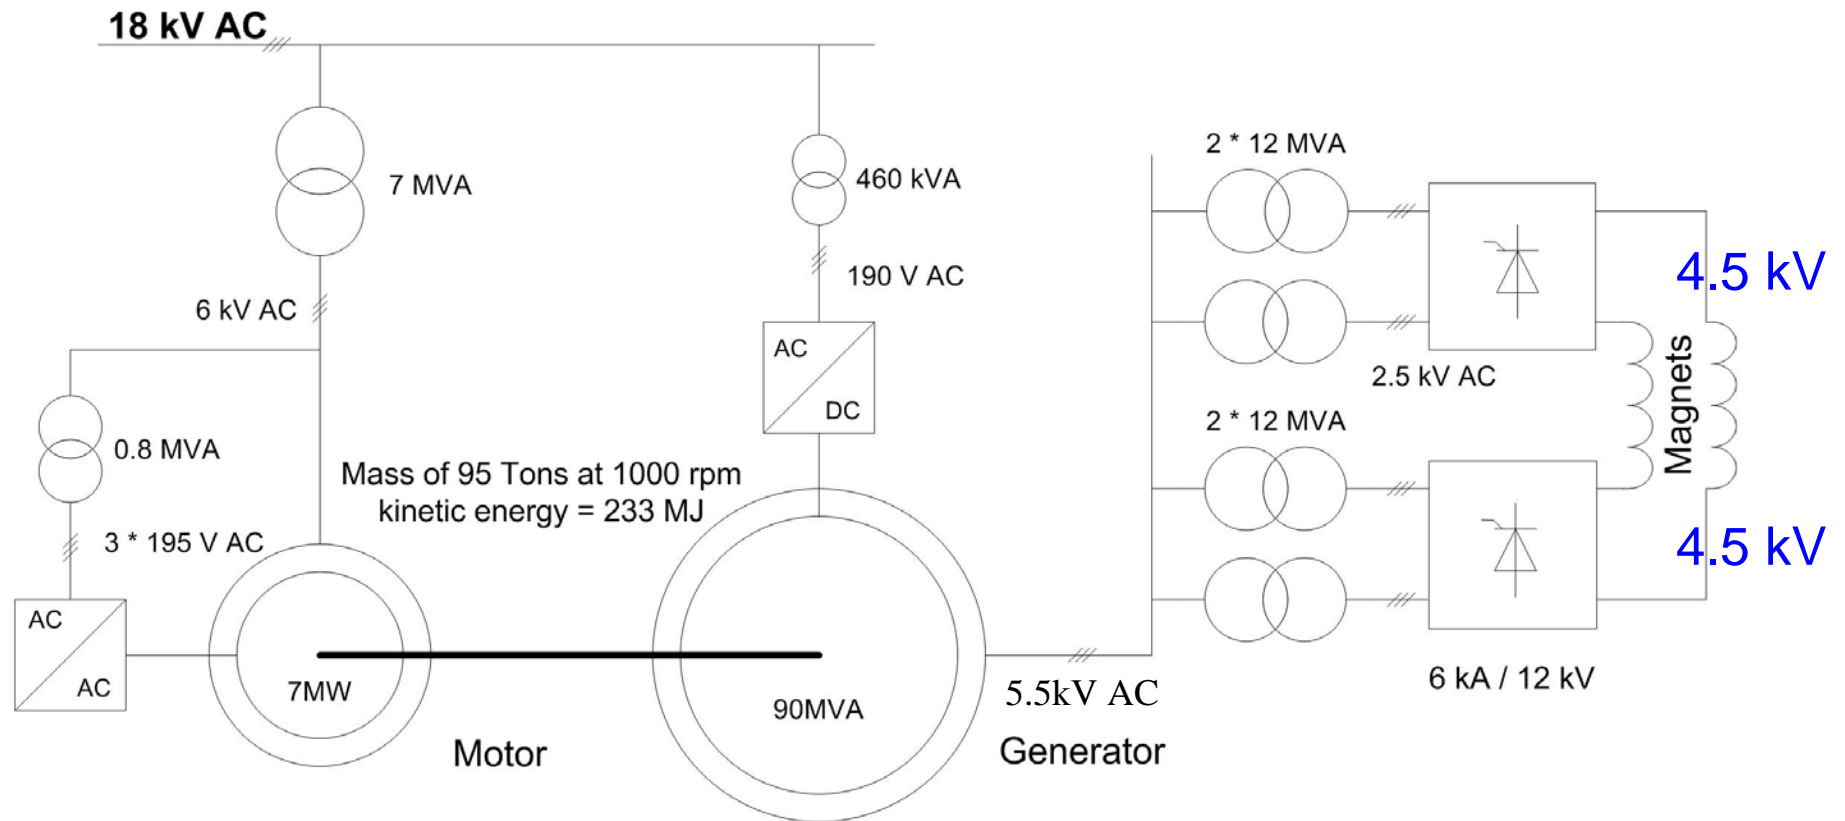 18 kV AC
7 MVA
460 kVA
2 * 12 MVA
190 V AC
4.5 kV
6 kV AC
AC
DC
2.5 kV AC
Magnets
0.8 MVA
2 * 12 MVA
Mass of 95 Tons at 1000 rpm
kinetic energy = 233 MJ
3 * 195 V AC
4.5 kV
AC
AC
7MW
90MVA
5.5kV AC
6 kA / 12 kV
Motor
Generator